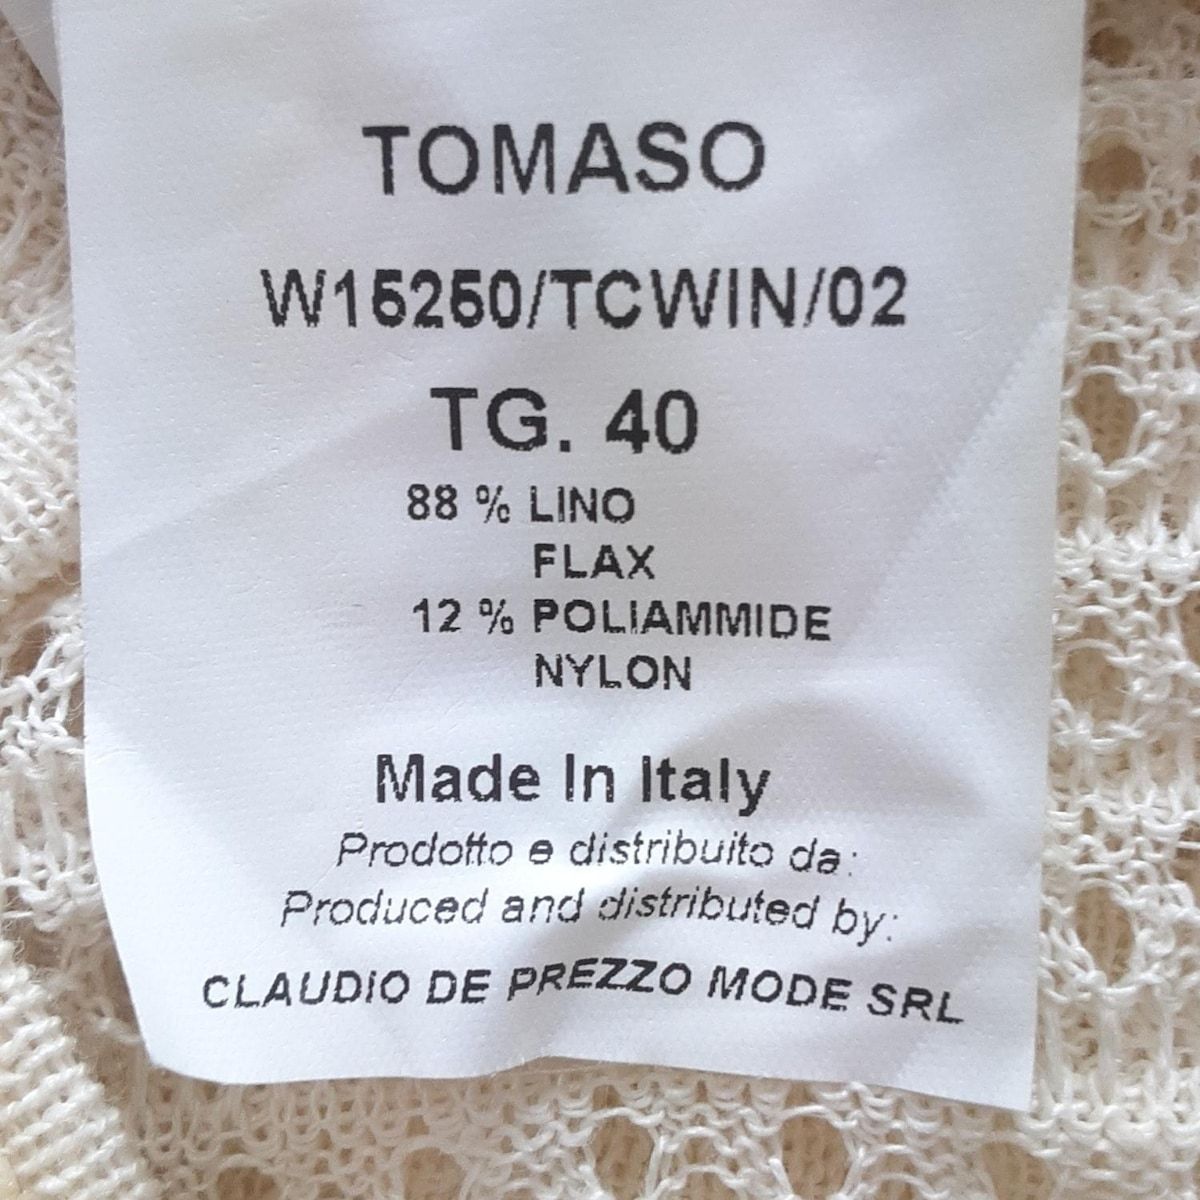 TOMASO
W15250/TCWIN/02
TG. 40
88 % LINO
FLAX
12 % POLIAMMIDE
NYLON
Made In Italy
Prodotto e distribuito da:
Produced and distributed by:
CLAUDIO DE PREZZO MODE SRL